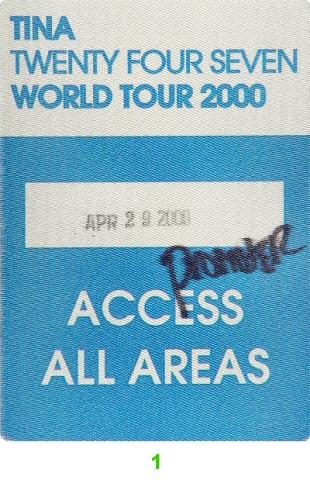 TINA
TWENTY FOUR SEVEN
WORLD TOUR 2000
APR 29 2000
PROMOTER
ACCESS
ALL AREAS
1